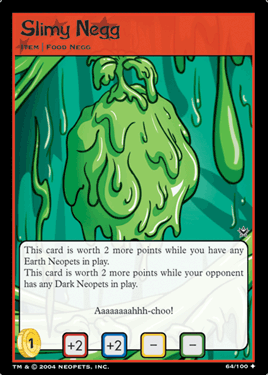 Slimy Negg
Item | Food Negg
This card is worth 2 more points while you have any
Earth Neopets in play.
This card is worth 2 more points while your opponent
has any Dark Neopets in play.
Aaaaaaaahhh-choo!
1
+2
+2
–
–
TM & © 2004 NEOPETS, INC.
64/100